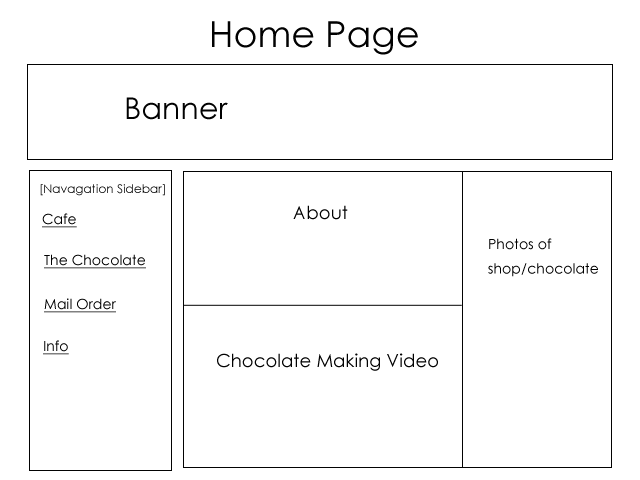 Home Page
Banner
[Navagation Sidebar]
Cafe
The Chocolate
Mail Order
Info
About
Chocolate Making Video
Photos of
shop/chocolate